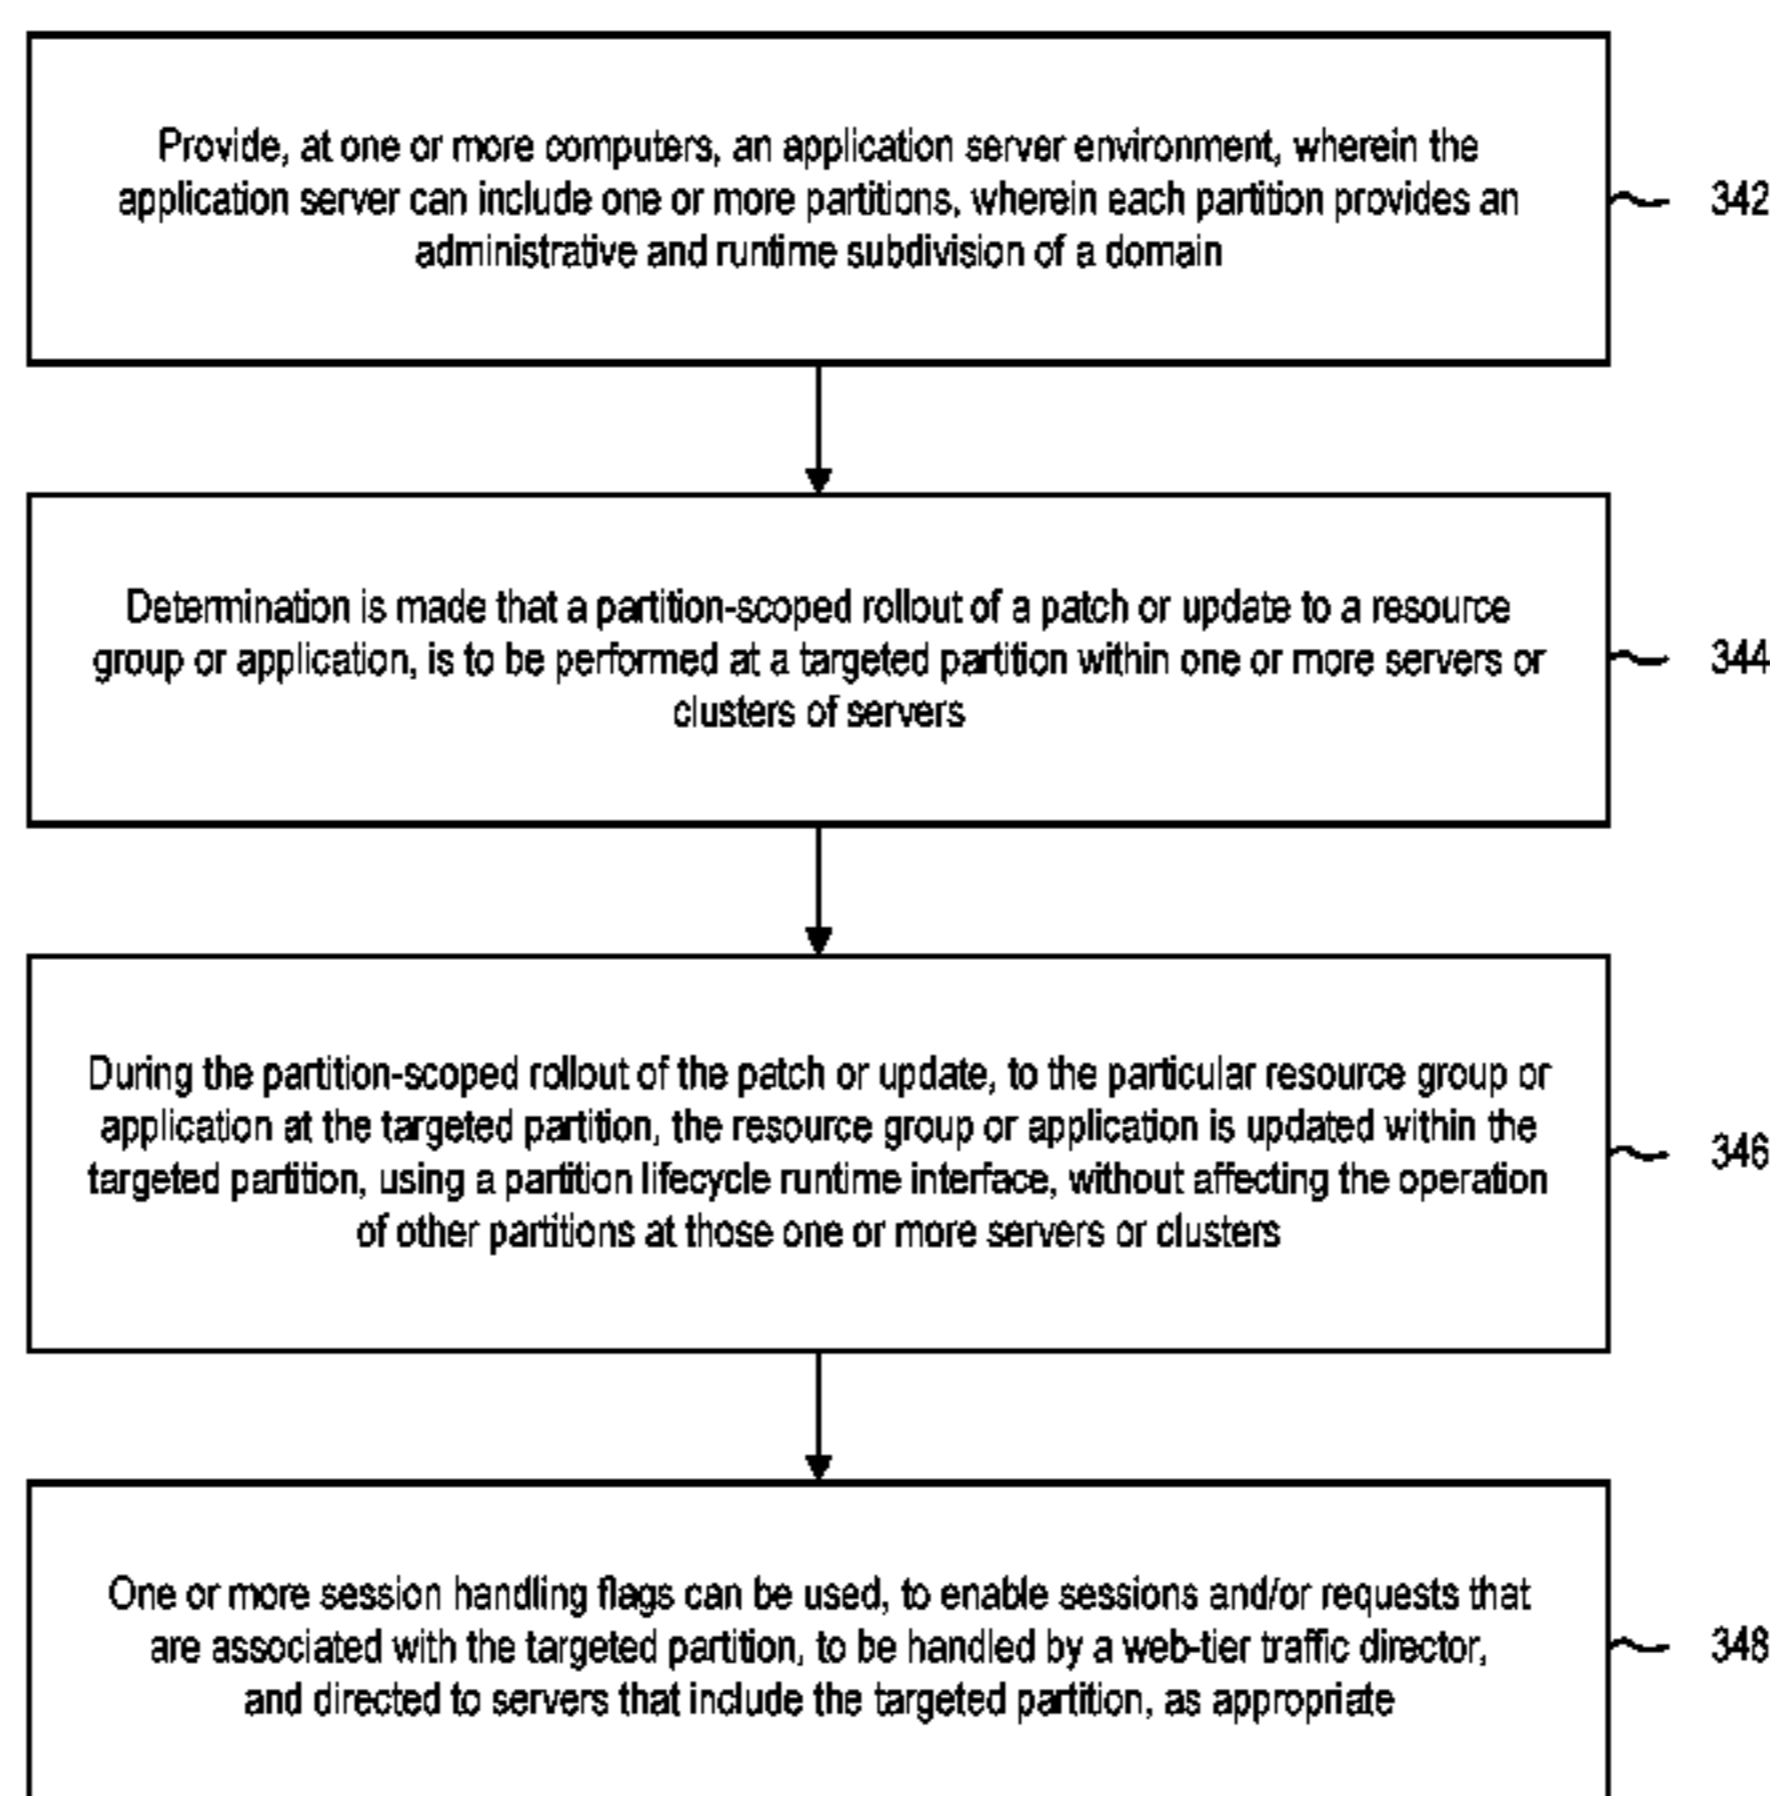 Provide, at one or more computers, an application server environment, wherein the
application server can include one or more partitions, wherein each partition provides an
administrative and runtime subdivision of a domain
342
Determination is made that a partition-scoped rollout of a patch or update to a resource
group or application, is to be performed at a targeted partition within one or more servers or
clusters of servers
344
During the partition-scoped rollout of the patch or update, to the particular resource group or
application at the targeted partition, the resource group or application is updated within the
targeted partition, using a partition lifecycle runtime interface, without affecting the operation
of other partitions at those one or more servers or clusters
346
One or more session handling flags can be used, to enable sessions and/or requests that
are associated with the targeted partition, to be handled by a web-tier traffic director,
and directed to servers that include the targeted partition, as appropriate
348